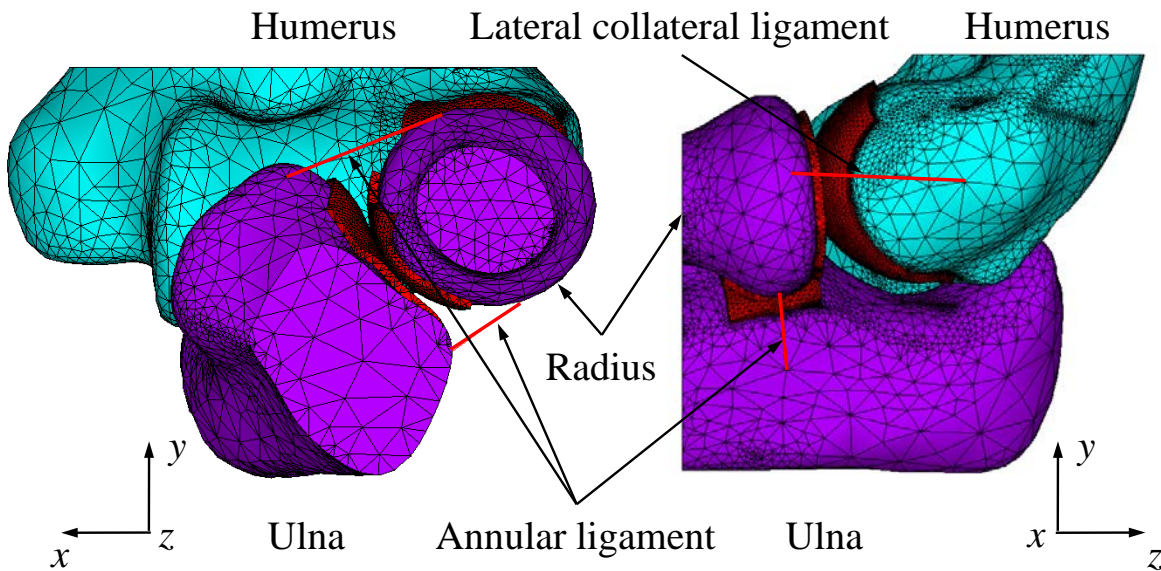 Humerus Lateral collateral ligament Humerus
Radius
y
x
z
Ulna Annular ligament Ulna
y
x
z